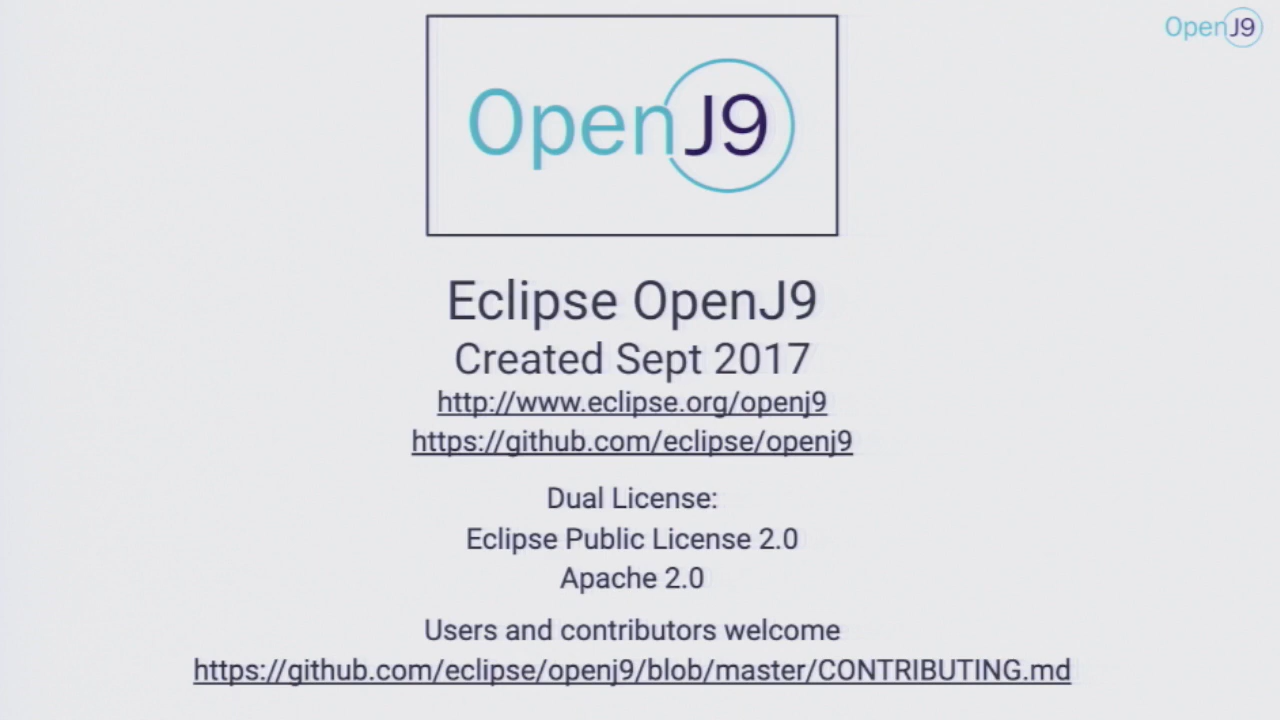 OpenJ9
OpenJ9
Eclipse OpenJ9
Created Sept 2017
http://www.eclipse.org/openj9
https://github.com/eclipse/openj9
Dual License:
Eclipse Public License 2.0
Apache 2.0
Users and contributors welcome
https://github.com/eclipse/openj9/blob/master/CONTRIBUTING.md